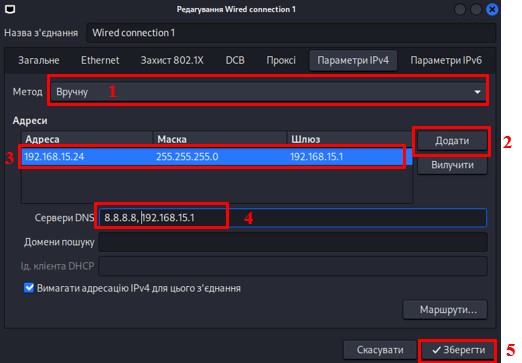 Редагування Wired connection 1
Назва з'єднання Wired connection 1
Загальне Ethernet Захист 802.1X DCB Проксі Параметри IPv4 Параметри IPv6
Метод Вручну 1
Адреси
Адреса Маска Шлюз Додати 2
3 192.168.15.24 255.255.255.0 192.168.15.1
Вилучити
Сервери DNS 8.8.8.8, 192.168.15.1 4
Домени пошуку
Ід. клієнта DHCP
Вимагати адресацію IPv4 для цього з'єднання
Маршрути...
Скасувати Зберегти 5